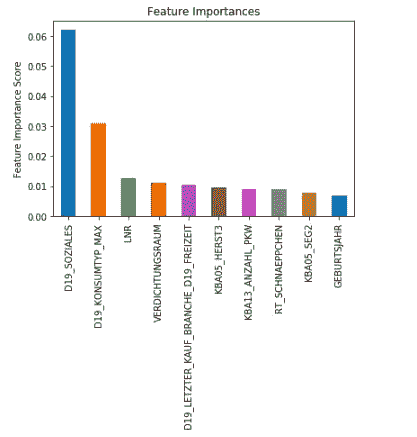 Feature Importances
Feature Importance Score
0.06
0.05
0.04
0.03
0.02
0.01
0.00
D19_SOZIALES
D19_KONSUMTYP_MAX
LNR
VERDICHTUNGSRAUM
D19_LETZTER_KAUF_BRANCHE_D19_FREIZEIT
KBA05_HERST3
KBA13_ANZAHL_PKW
RT_SCHNAEPPCHEN
KBA05_SEG2
GEBURTSJAHR